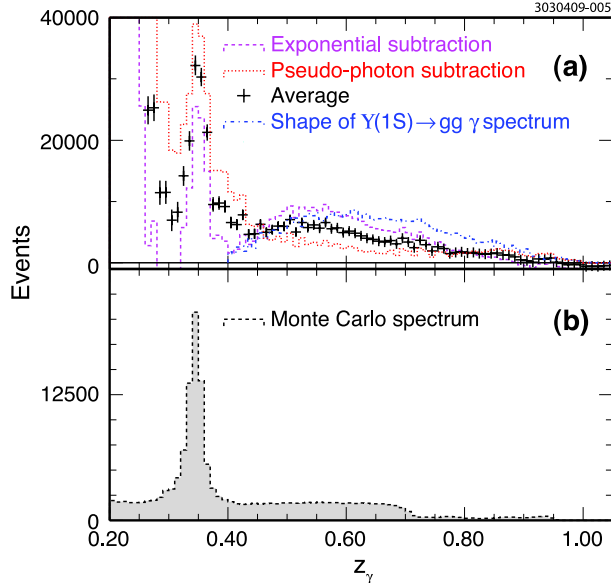 3030409-005
Exponential subtraction
Pseudo-photon subtraction
(a)
Average
Shape of ϒ(1S)→gg γ spectrum
40000
20000
0
Events
Monte Carlo spectrum
(b)
12500
0
0.20 0.40 0.60 0.80 1.00
zγ